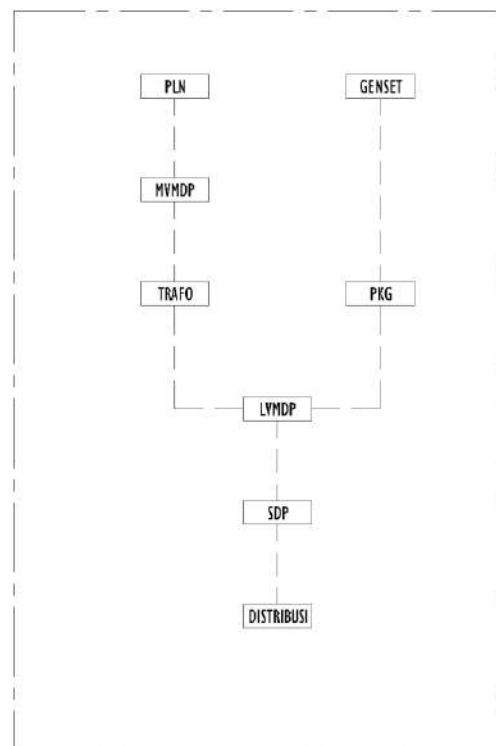 PLN
GENSET
MVMDP
TRAFO
PKG
LVMDP
SDP
DISTRIBUSI